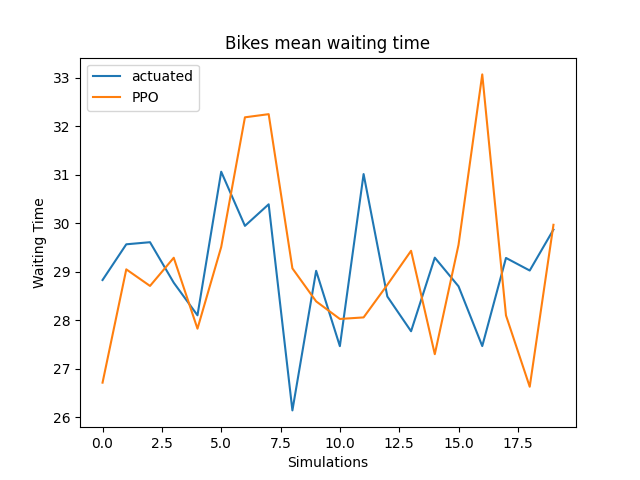 Bikes mean waiting time
actuated
PPO
33
32
31
30
29
28
27
26
Waiting Time
0.0 2.5 5.0 7.5 10.0 12.5 15.0 17.5
Simulations